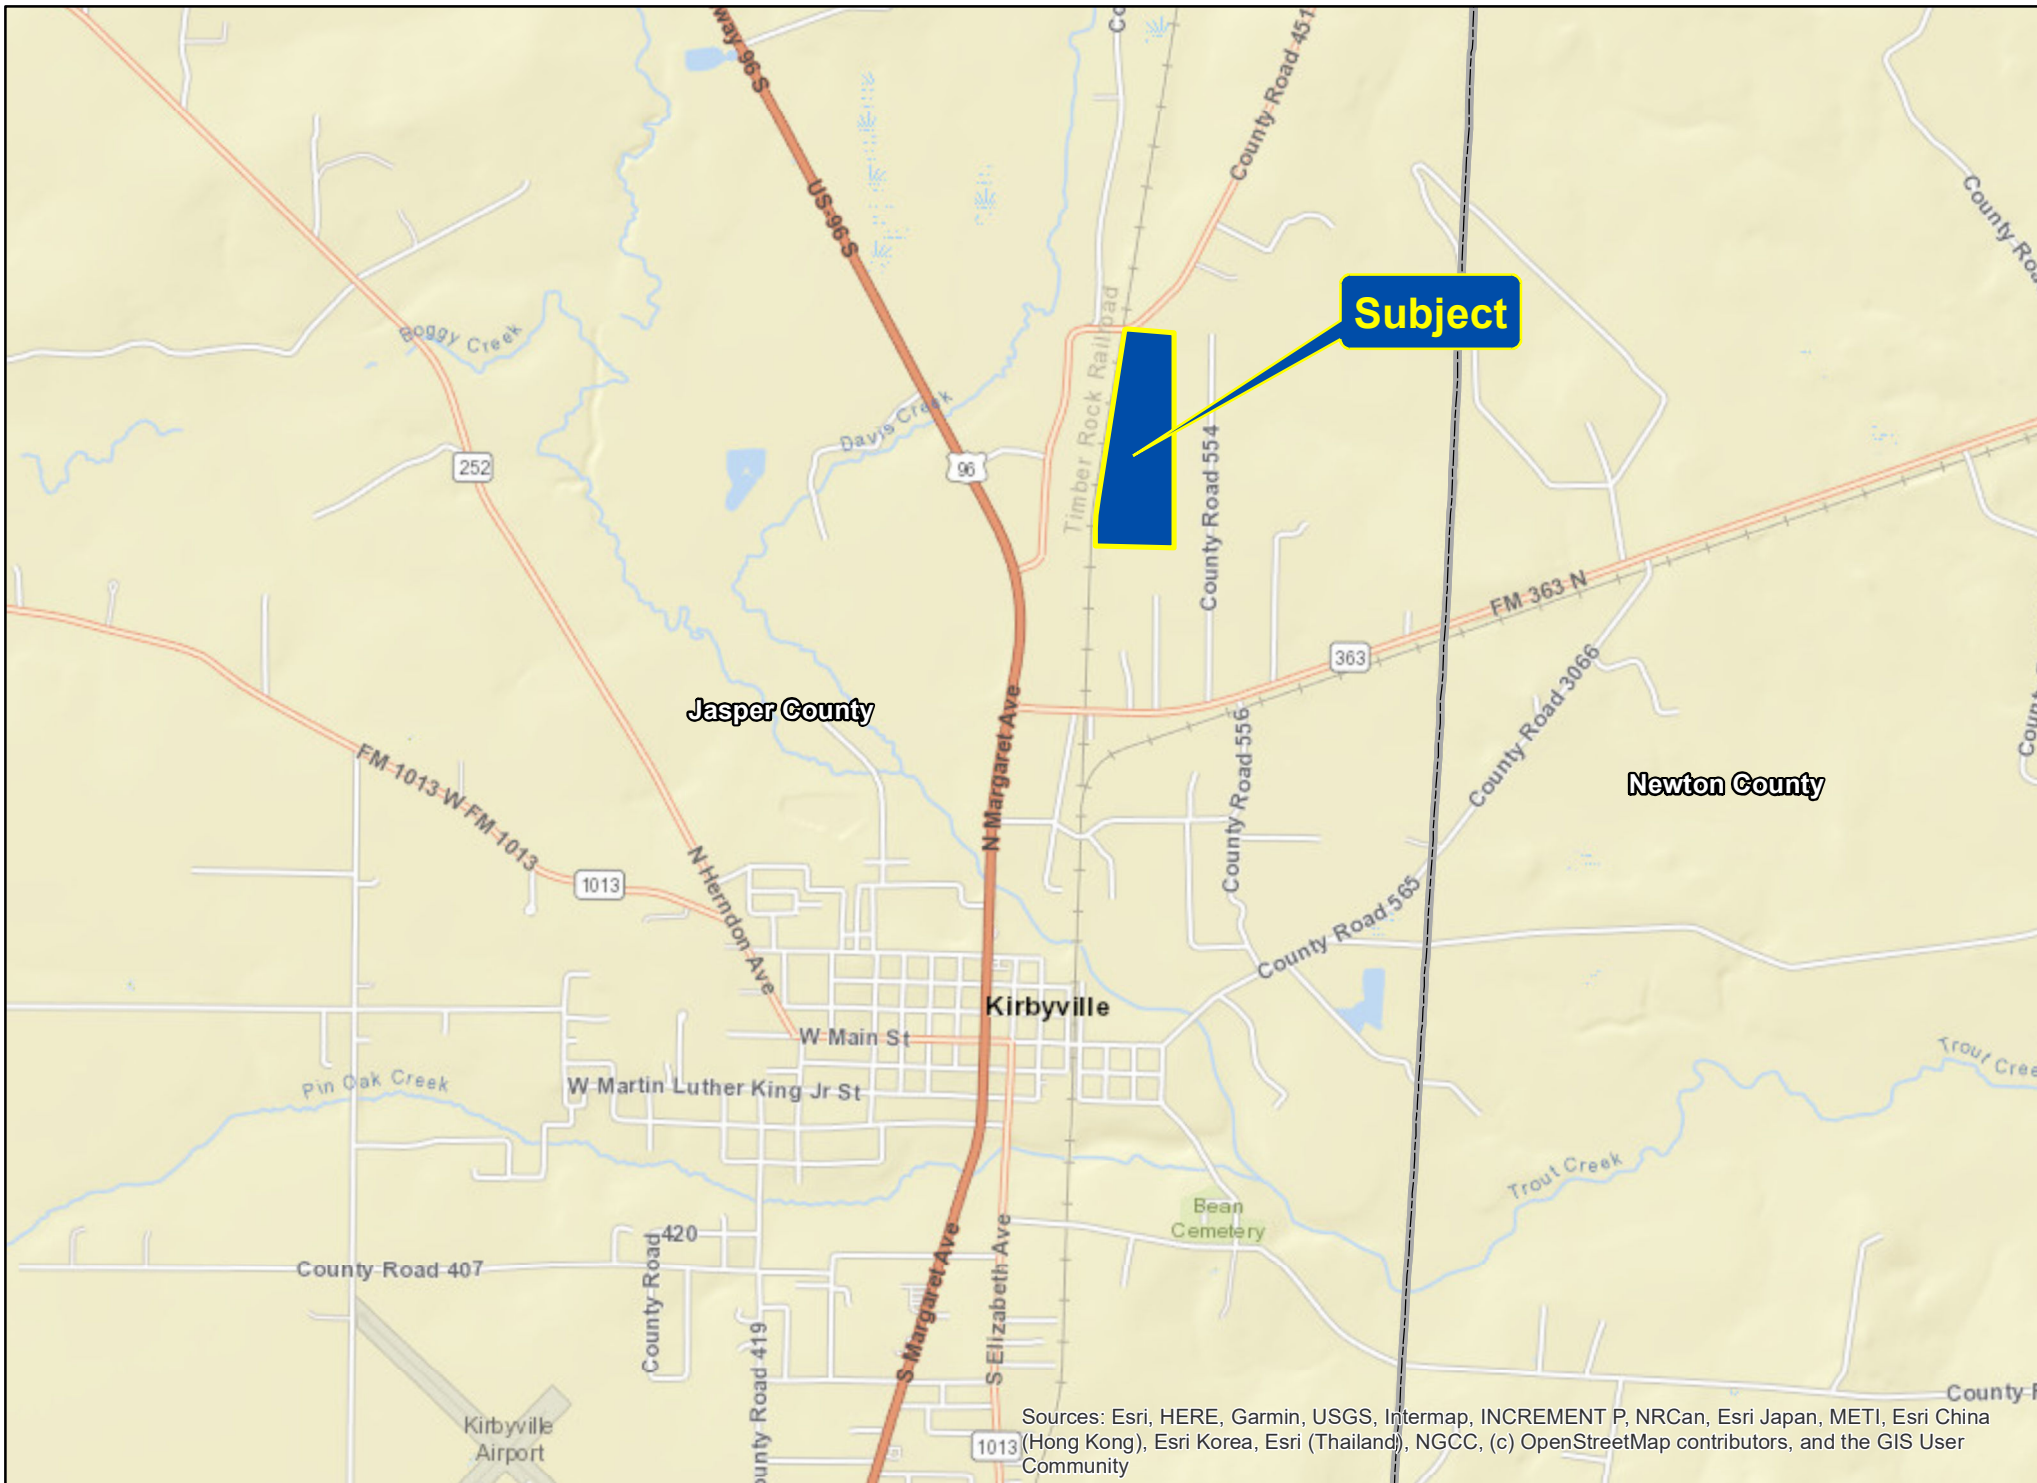 way 96 S
County Road 451
US-96 S
County Roa
Subject
Timber Rock Railroad
Boggy Creek
Davis Creek
252
96
County Road 554
FM 363 N
363
Jasper County
N Margaret Ave
County Road 3066
County Road 556
Newton County
FM 1013 W FM 1013
1013
N Herndon Ave
County Road 565
Kirbyville
W Main St
Pin Oak Creek
W Martin Luther King Jr St
Trout Cree
Trout Creek
Bean
Cemetery
420
County Road
County Road 407
S Margaret Ave
S Elizabeth Ave
ounty Road 419
Kirbyville
Airport
1013
Sources: Esri, HERE, Garmin, USGS, Intermap, INCREMENT P, NRCan, Esri Japan, METI, Esri China
(Hong Kong), Esri Korea, Esri (Thailand), NGCC, (c) OpenStreetMap contributors, and the GIS User
Community